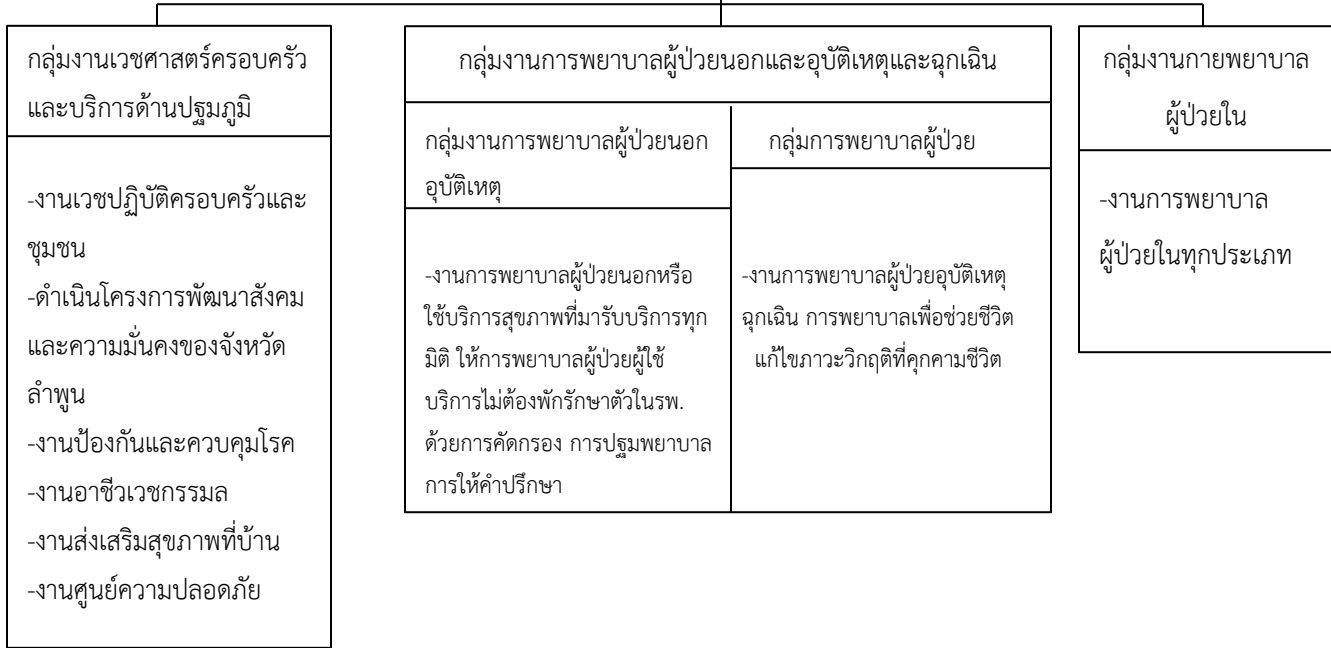 กลุ่มงานเวชศาสตร์ครอบครัว
และบริการด้านปฐมภูมิ
-งานเวชปฏิบัติครอบครัวและ
ชุมชน
-ดำเนินโครงการพัฒนาสังคม
และความมั่นคงของจังหวัด
ลำพูน
-งานป้องกันและควบคุมโรค
-งานอาชีวเวชกรรมล
-งานส่งเสริมสุขภาพที่บ้าน
-งานศูนย์ความปลอดภัย
กลุ่มงานการพยาบาลผู้ป่วยนอกและอุบัติเหตุและฉุกเฉิน
กลุ่มงานการพยาบาลผู้ป่วยนอก
อุบัติเหตุ
-งานการพยาบาลผู้ป่วยนอกหรือ
ใช้บริการสุขภาพที่มารับบริการทุก
มิติ ให้การพยาบาลผู้ป่วยผู้ใช้
บริการไม่ต้องพักรักษาตัวในรพ.
ด้วยการคัดกรอง การปฐมพยาบาล
การให้คำปรึกษา
กลุ่มการพยาบาลผู้ป่วย
-งานการพยาบาลผู้ป่วยอุบัติเหตุ
ฉุกเฉิน การพยาบาลเพื่อช่วยชีวิต
แก้ไขภาวะวิกฤติที่คุกคามชีวิต
กลุ่มงานกายพยาบาล
ผู้ป่วยใน
-งานการพยาบาล
ผู้ป่วยในทุกประเภท